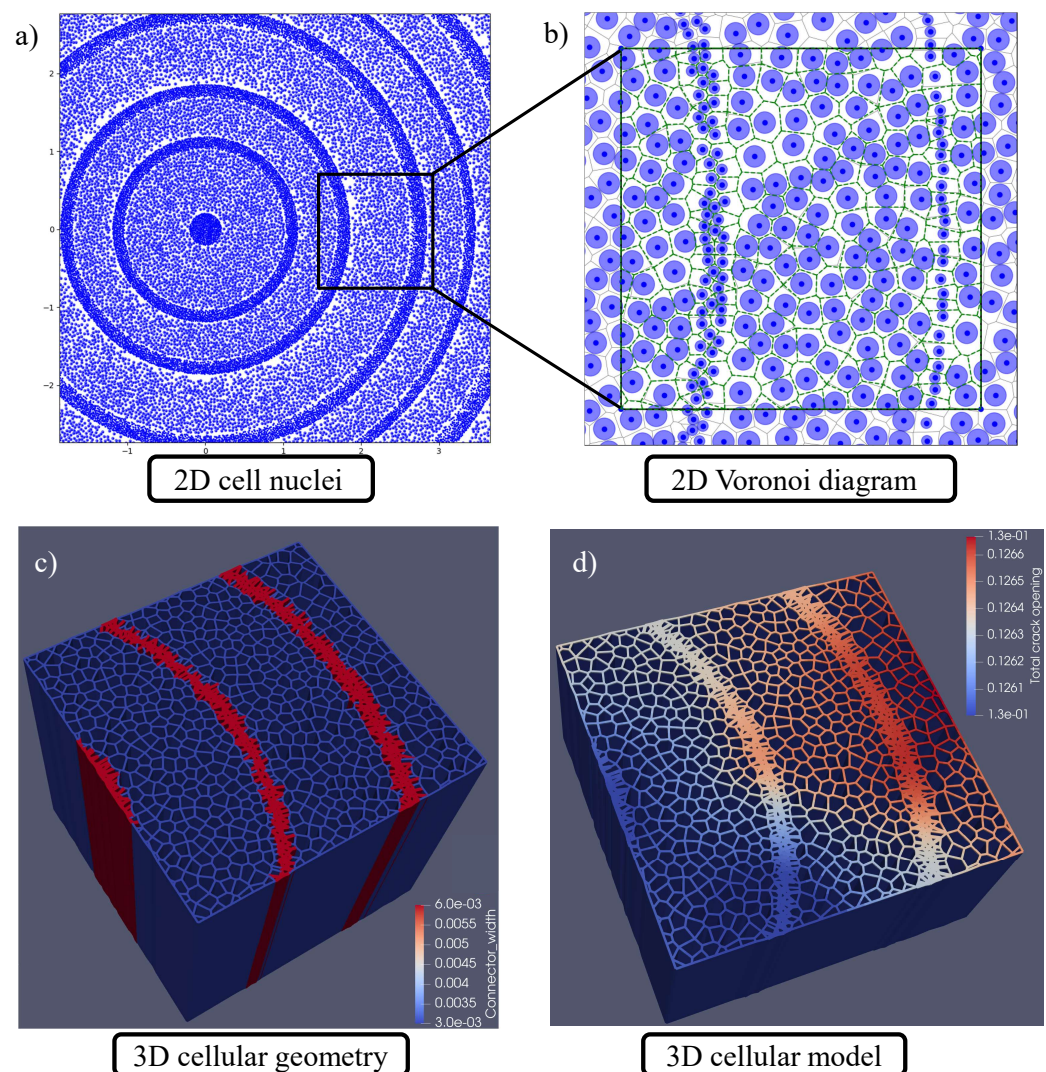 a)
2
1
0
−1
−2
−1
0
1
2
3
2D cell nuclei
b)
2D Voronoi diagram
c)
6.0e-03
0.0055
0.005
0.0045
0.004
0.0035
3.0e-03
Connector_width
3D cellular geometry
d)
1.3e-01
0.1266
0.1265
0.1264
0.1263
0.1262
0.1261
1.3e-01
Total crack opening
3D cellular model